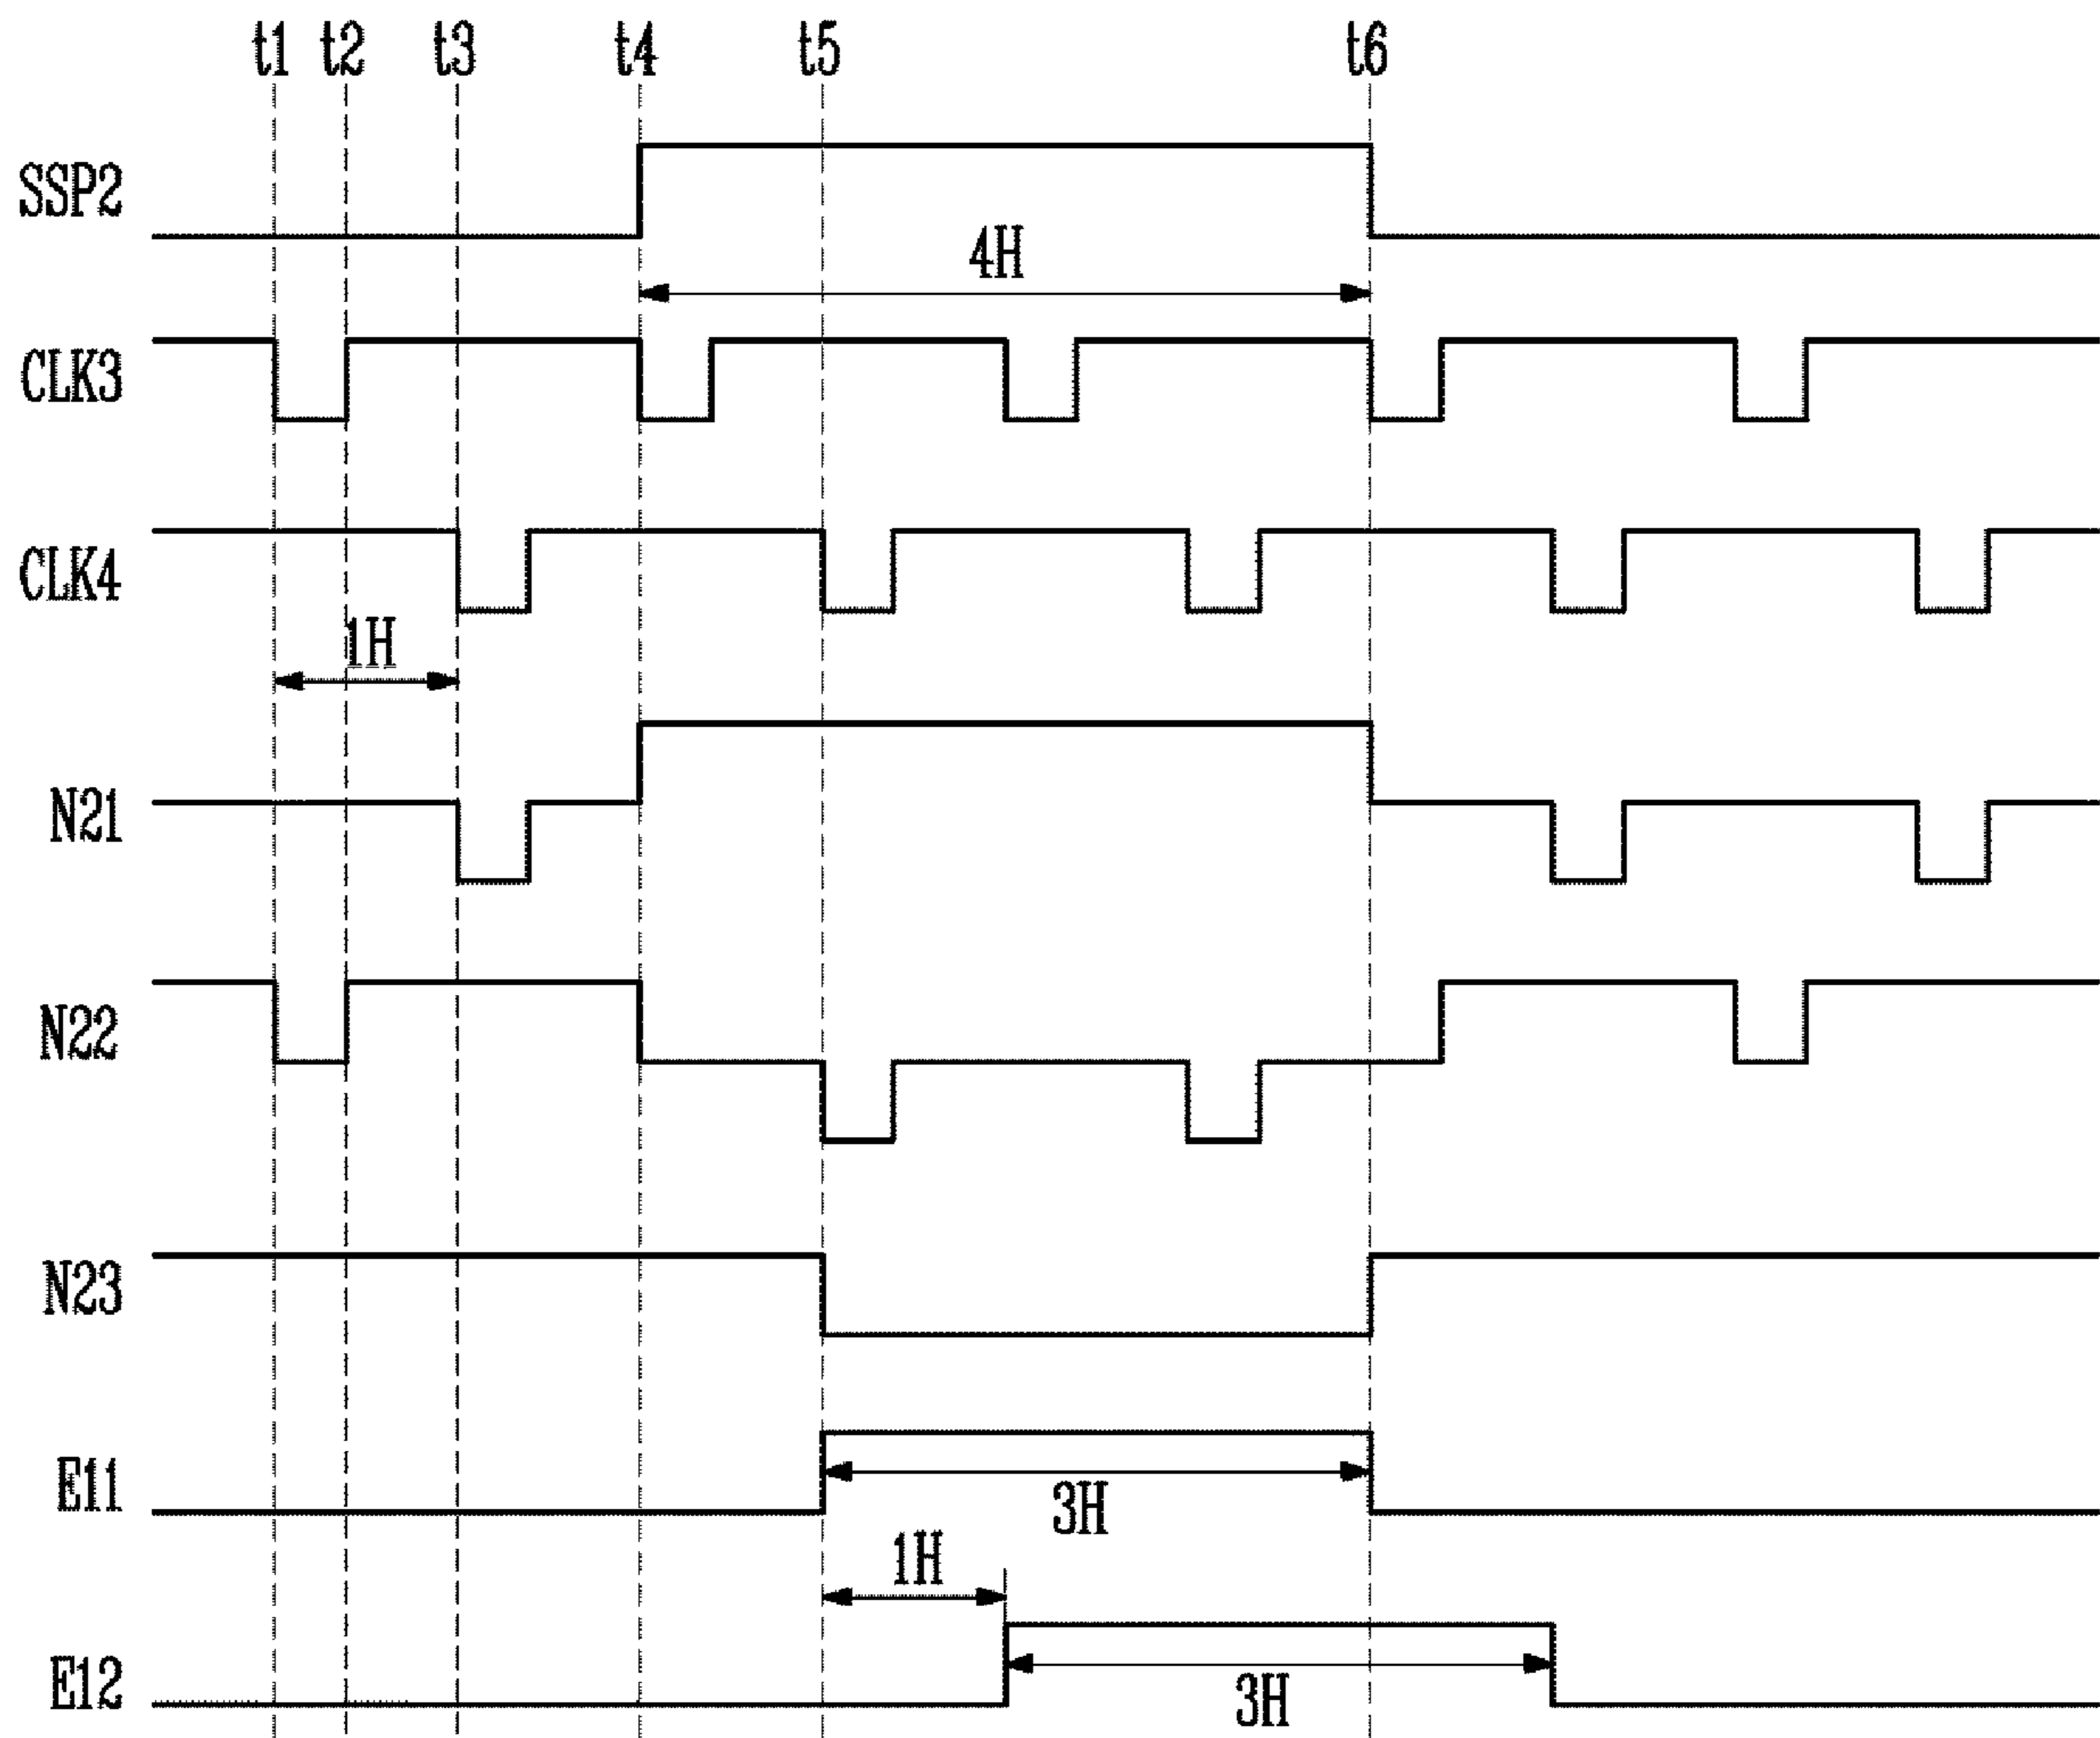 t1 t2 t3 t4 t5 t6
SSP2
4H
CLK3
CLK4
1H
N21
N22
N23
E11
3H
1H
E12
3H